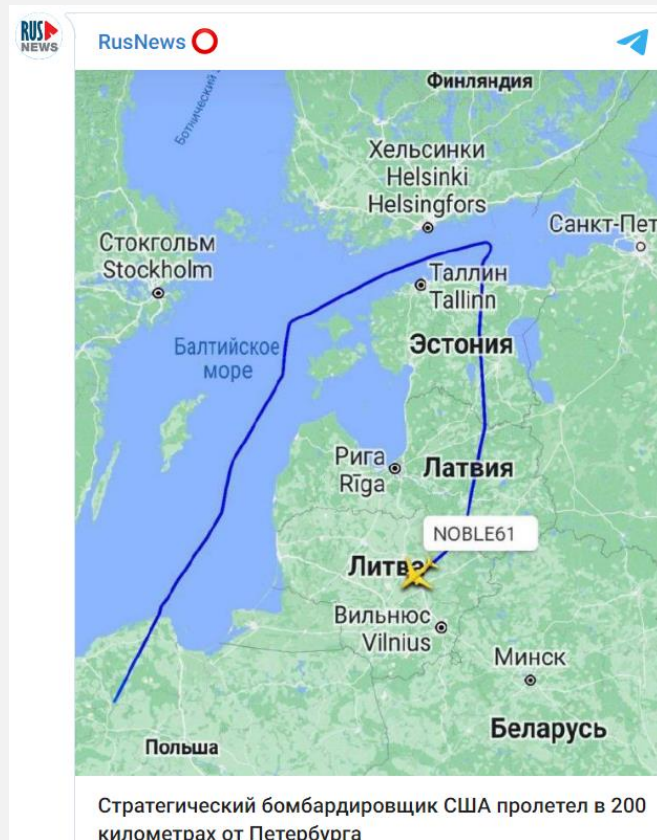 RUS
NEWS
RusNews
Финляндия
Ботнический
Хельсинки
Helsinki
Helsingfors
Санкт-Пет
Стокгольм
Stockholm
Таллин
Tallinn
Балтийское
море
Эстония
Рига
Rīga
Латвия
NOBLE61
Литва
Вильнюс
Vilnius
Минск
Беларусь
Польша
Стратегический бомбардировщик США пролетел в 200
километрах от Петербурга